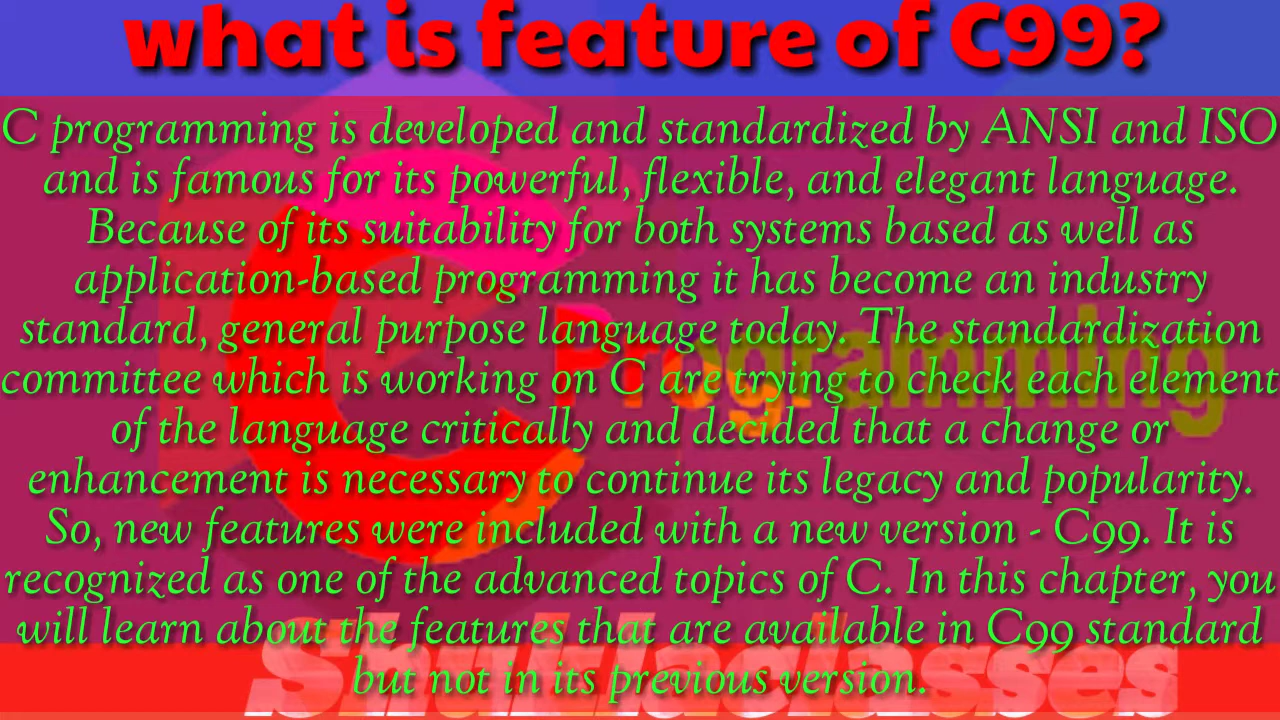 what is feature of C99?
C programming is developed and standardized by ANSI and ISO
and is famous for its powerful, flexible, and elegant language.
Because of its suitability for both systems based as well as
application-based programming it has become an industry
standard, general purpose language today. The standardization
committee which is working on C are trying to check each element
of the language critically and decided that a change or
enhancement is necessary to continue its legacy and popularity.
So, new features were included with a new version - C99. It is
recognized as one of the advanced topics of C. In this chapter, you
will learn about the features that are available in C99 standard
but not in its previous version.
C Programming
Shuklaclasses